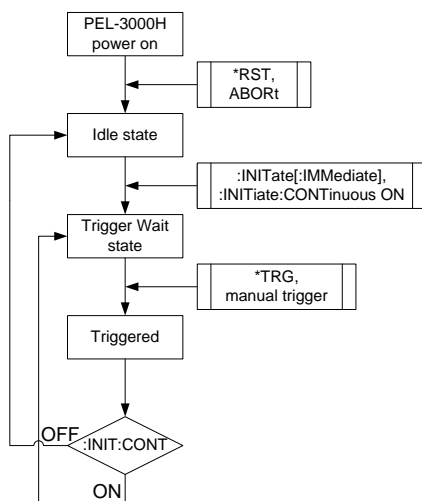 PEL-3000H
power on
*RST,
ABORt
Idle state
:INITate[:IMMediate],
:INITiate:CONTinuous ON
Trigger Wait
state
*TRG,
manual trigger
Triggered
OFF
:INIT:CONT
ON